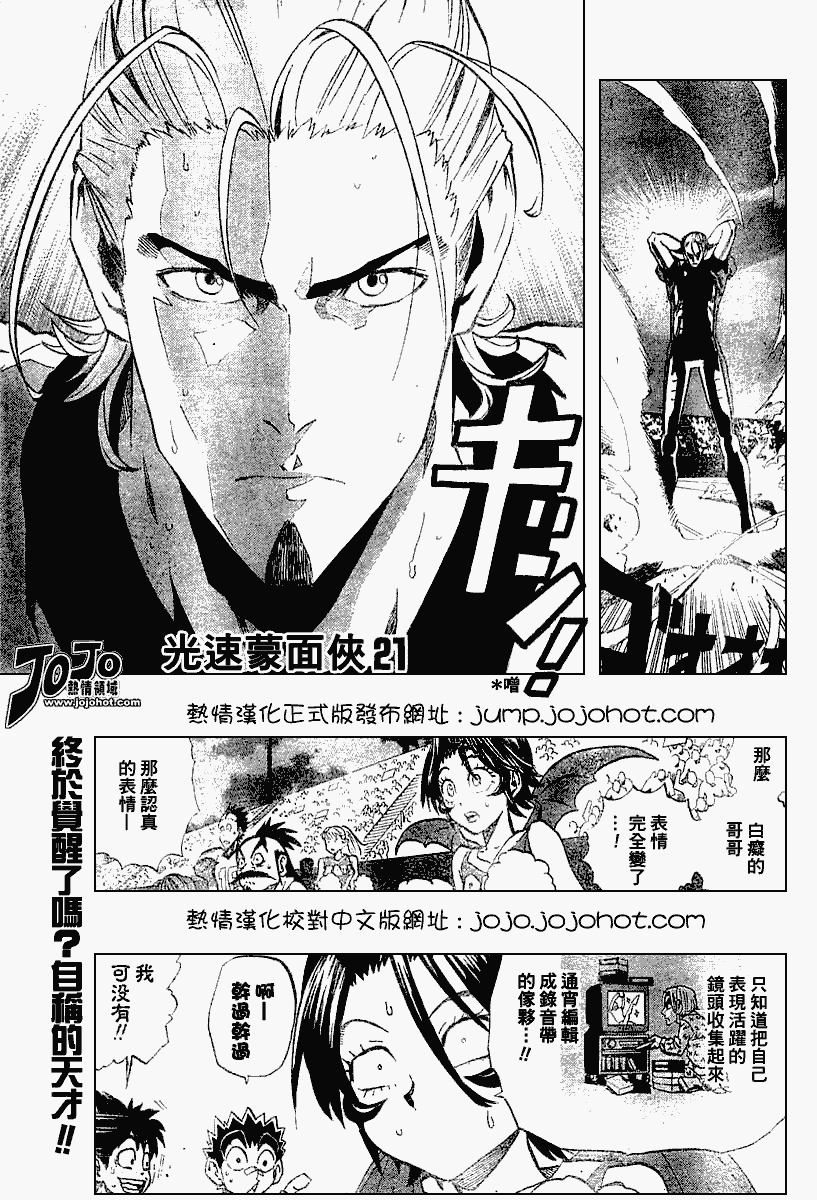 キッ!!
光速蒙面俠21
*噌
JOJO
熱情領域
www.jojohot.com
熱情漢化正式版發布網址：jump.jojohot.com
那麼
白癡的
哥哥
表情
完全變了
…!
那麼認真
的表情—
熱情漢化校對中文版網址：jojo.jojohot.com
只知道把自己
表現活躍的
鏡頭收集起來
通宵編輯
成錄音帶
的傢夥…!!
啊—
幹過幹過
我
可没有!!
終於覺醒了嗎?自稱的天才!!